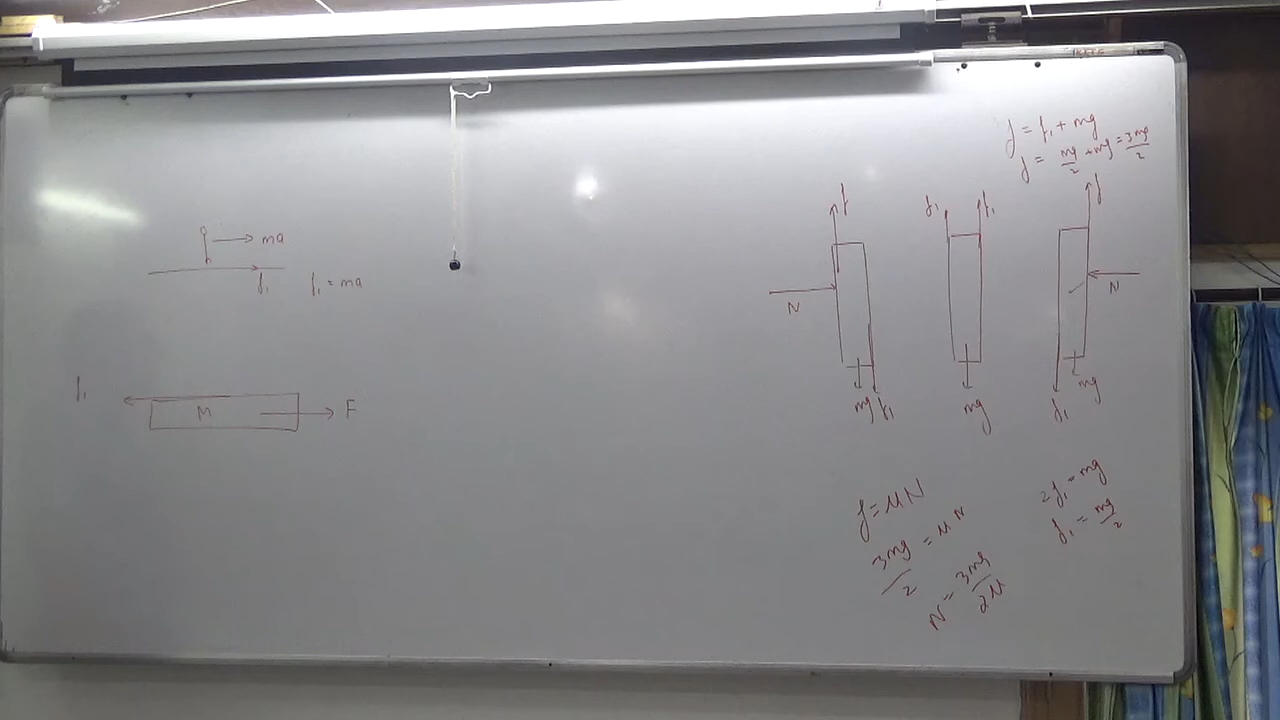 f = f₁ + mg
f = mg/2 + mg = 3mg/2
ma
f₁
f₁ = ma
f₁
M
F
f
N
mg
f₁
f₁
f₁
mg
f
N
mg
f₁
f = μN
3mg/2 = μN
N = 3mg/2μ
2f₁ = mg
f₁ = mg/2